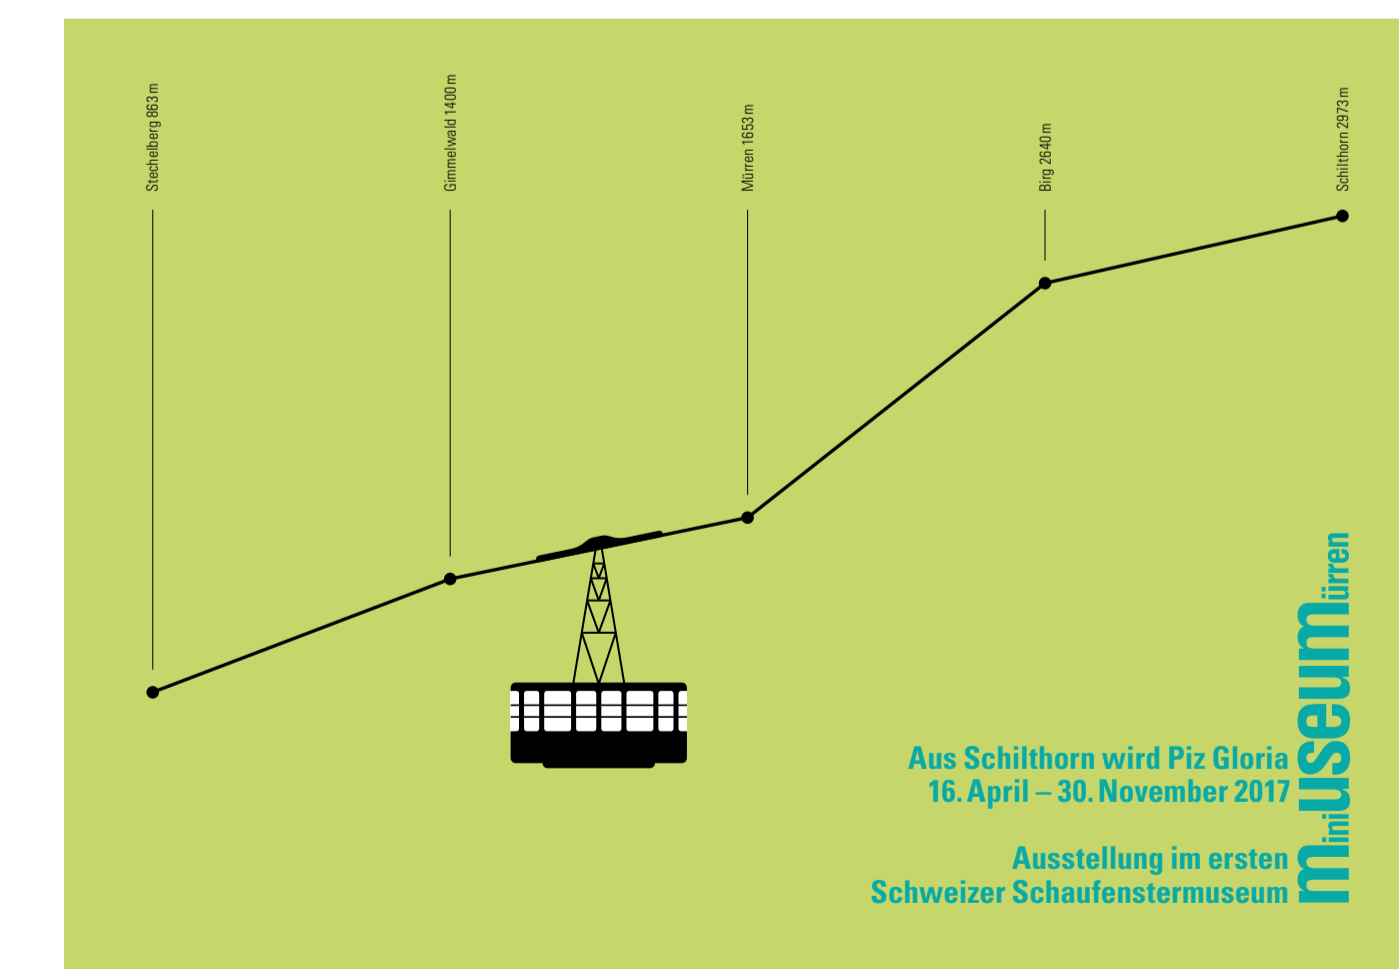 Stechelberg 863 m
Gimmelwald 1400 m
Mürren 1653 m
Birg 2640 m
Schilthorn 2973 m
Aus Schilthorn wird Piz Gloria
16. April – 30. November 2017
Ausstellung im ersten
Schweizer Schaufenstermuseum
miniuseummürren